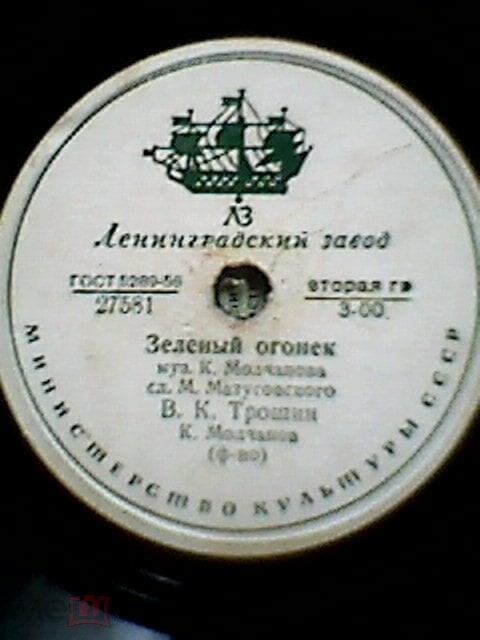 ЛЗ
Ленинградский завод
ГОСТ 5289-56
27561
вторая гр
3-00
Зеленый огонек
муз. К. Молчанова
сл. М. Матусовского
В. К. Трошин
К. Молчанов
(ф-но)
МИНИСТЕРСТВО КУЛЬТУРЫ СССР